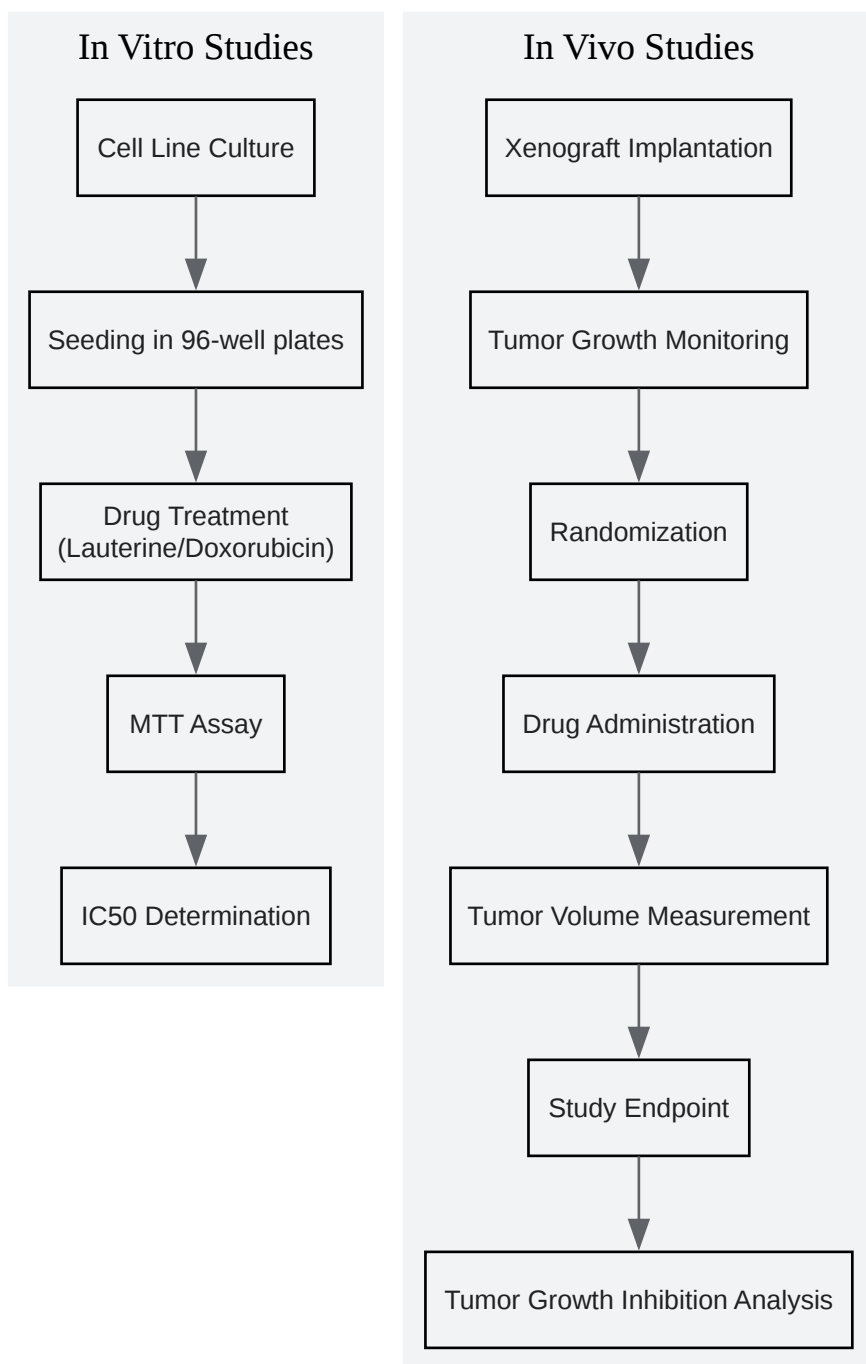 In Vitro Studies
Cell Line Culture
Seeding in 96-well plates
Drug Treatment
(Lauterine/Doxorubicin)
MTT Assay
IC50 Determination
In Vivo Studies
Xenograft Implantation
Tumor Growth Monitoring
Randomization
Drug Administration
Tumor Volume Measurement
Study Endpoint
Tumor Growth Inhibition Analysis